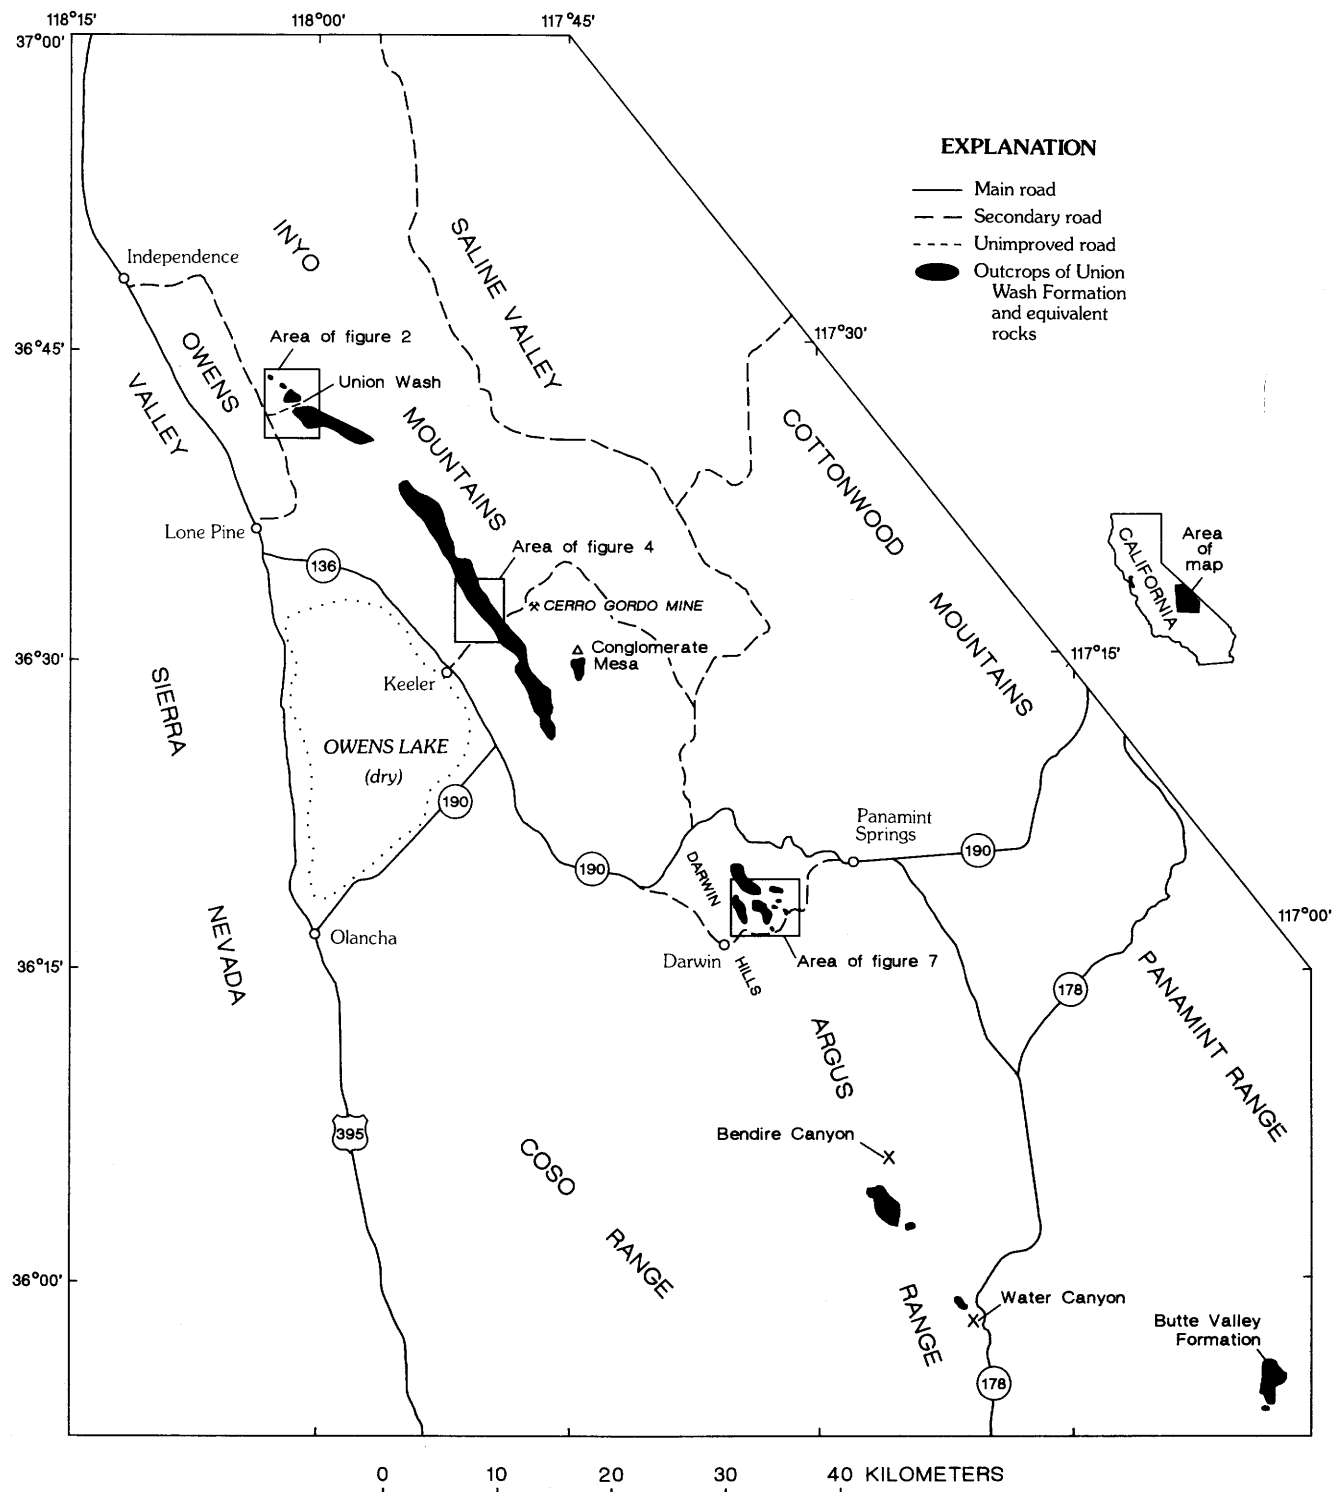 118°15'
118°00'
117°45'
37°00'
EXPLANATION
Main road
Secondary road
Unimproved road
Outcrops of Union
Wash Formation
and equivalent
rocks
INYO
SALINE VALLEY
Independence
OWENS
VALLEY
Area of figure 2
117°30'
36°45'
Union Wash
MOUNTAINS
COTTONWOOD
MOUNTAINS
Lone Pine
136
Area of figure 4
CERRO GORDO MINE
CALIFORNIA
Area
of
map
Conglomerate
Mesa
117°15'
36°30'
Keeler
SIERRA
NEVADA
OWENS LAKE
(dry)
190
190
Panamint
Springs
190
DARWIN
HILLS
117°00'
Olancha
Darwin
Area of figure 7
36°15'
178
PANAMINT RANGE
ARGUS
RANGE
395
Bendire Canyon
COSO
RANGE
36°00'
Water Canyon
Butte Valley
Formation
178
0 10 20 30 40 KILOMETERS